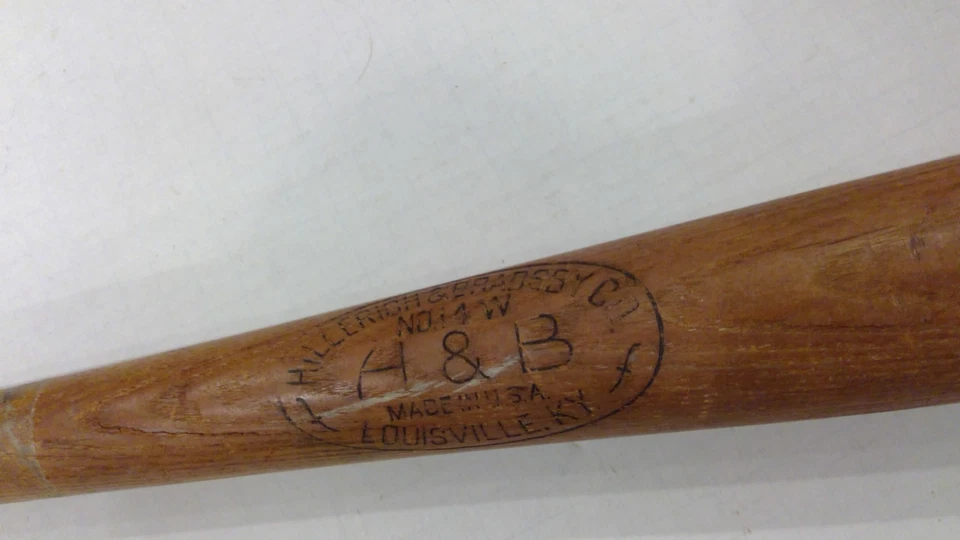 HILLERICH & BRADSBY CO.
NO. 14 W
H & B
MADE IN U.S.A.
LOUISVILLE. KY.